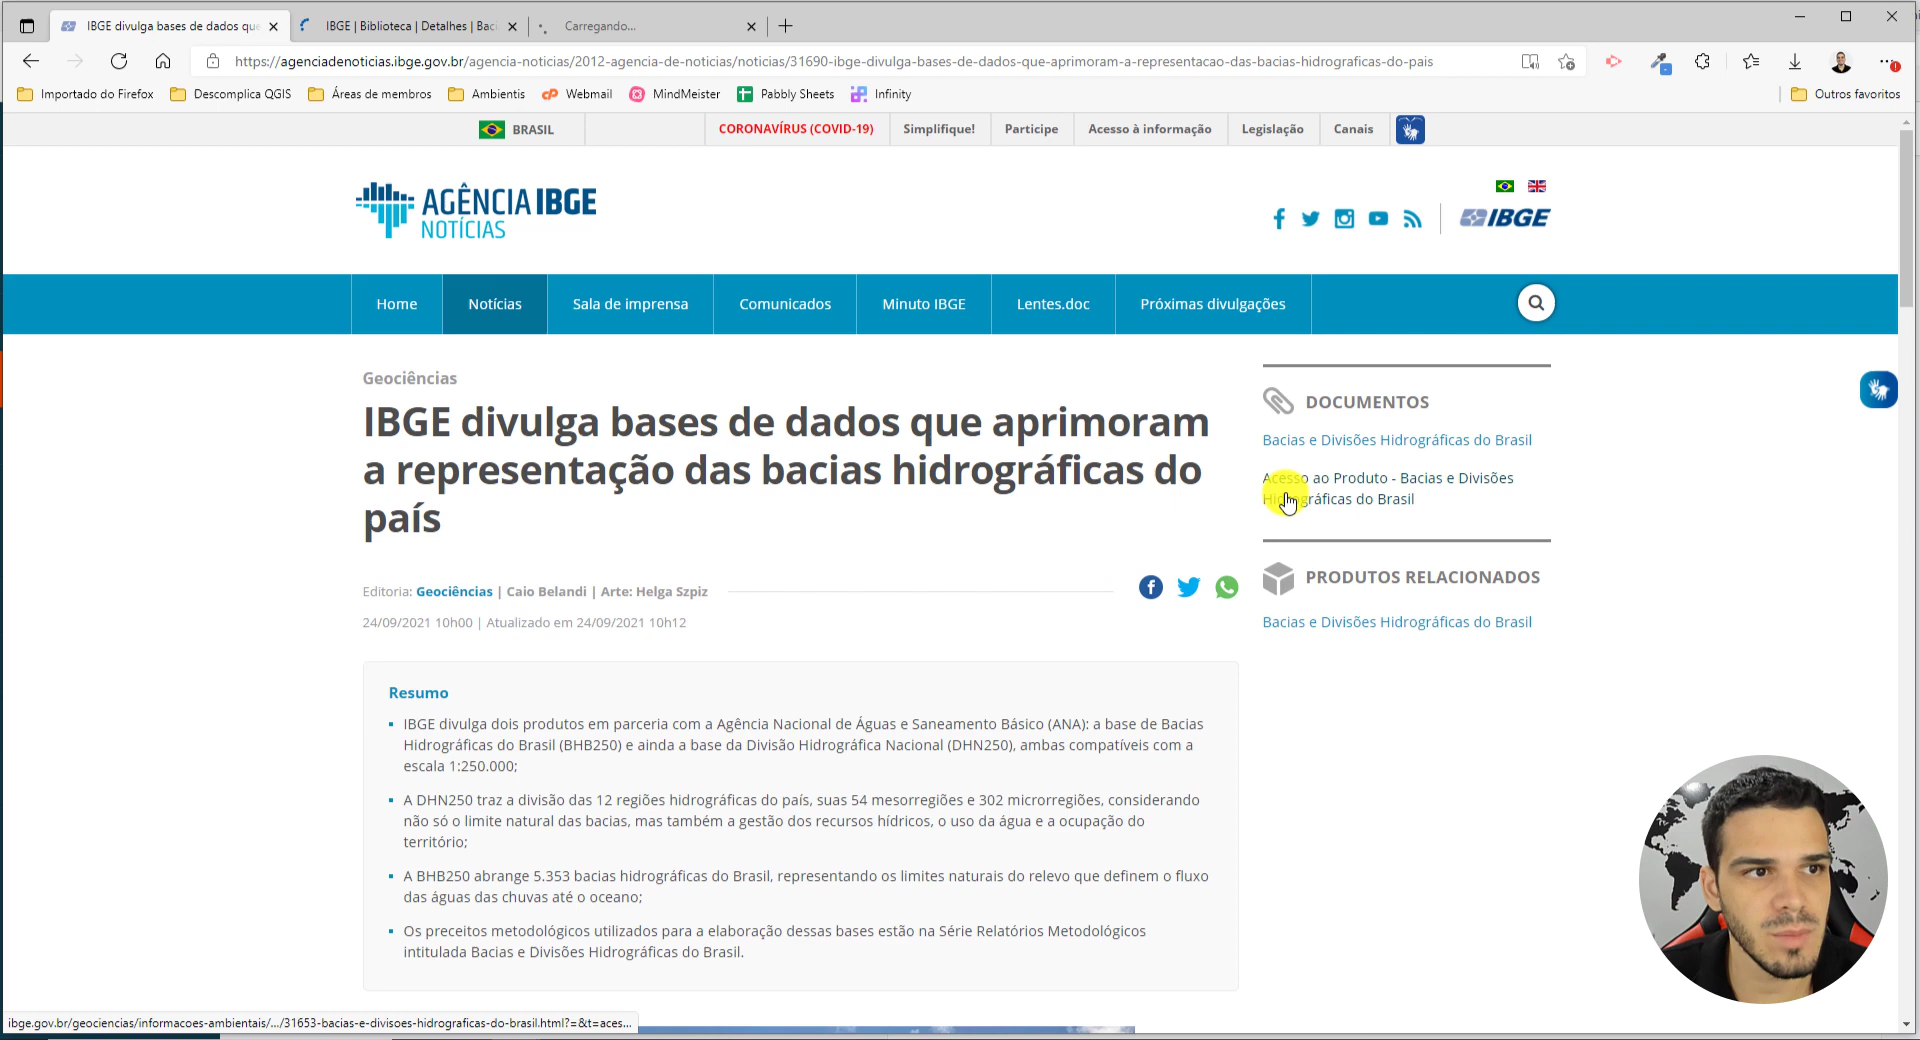 IBGE divulga bases de dados que
IBGE | Biblioteca | Detalhes | Baci
Carregando...
https://agenciadenoticias.ibge.gov.br/agencia-noticias/2012-agencia-de-noticias/noticias/31690-ibge-divulga-bases-de-dados-que-aprimoram-a-representacao-das-bacias-hidrograficas-do-pais
Importado do Firefox
Descomplica QGIS
Áreas de membros
Ambientis
Webmail
MindMeister
Pabbly Sheets
Infinity
Outros favoritos
BRASIL
CORONAVÍRUS (COVID-19)
Simplifique!
Participe
Acesso à informação
Legislação
Canais
AGÊNCIA IBGE
NOTÍCIAS
IBGE
Home
Notícias
Sala de imprensa
Comunicados
Minuto IBGE
Lentes.doc
Próximas divulgações
Geociências
IBGE divulga bases de dados que aprimoram
a representação das bacias hidrográficas do
país
Editoria: Geociências | Caio Belandi | Arte: Helga Szpiz
24/09/2021 10h00 | Atualizado em 24/09/2021 10h12
Resumo
IBGE divulga dois produtos em parceria com a Agência Nacional de Águas e Saneamento Básico (ANA): a base de Bacias
Hidrográficas do Brasil (BHB250) e ainda a base da Divisão Hidrográfica Nacional (DHN250), ambas compatíveis com a
escala 1:250.000;
A DHN250 traz a divisão das 12 regiões hidrográficas do país, suas 54 mesorregiões e 302 microrregiões, considerando
não só o limite natural das bacias, mas também a gestão dos recursos hídricos, o uso da água e a ocupação do
território;
A BHB250 abrange 5.353 bacias hidrográficas do Brasil, representando os limites naturais do relevo que definem o fluxo
das águas das chuvas até o oceano;
Os preceitos metodológicos utilizados para a elaboração dessas bases estão na Série Relatórios Metodológicos
intitulada Bacias e Divisões Hidrográficas do Brasil.
DOCUMENTOS
Bacias e Divisões Hidrográficas do Brasil
Acesso ao Produto - Bacias e Divisões
Hidrográficas do Brasil
PRODUTOS RELACIONADOS
Bacias e Divisões Hidrográficas do Brasil
ibge.gov.br/geociencias/informacoes-ambientais/.../31653-bacias-e-divisoes-hidrograficas-do-brasil.html?=&t=aces...